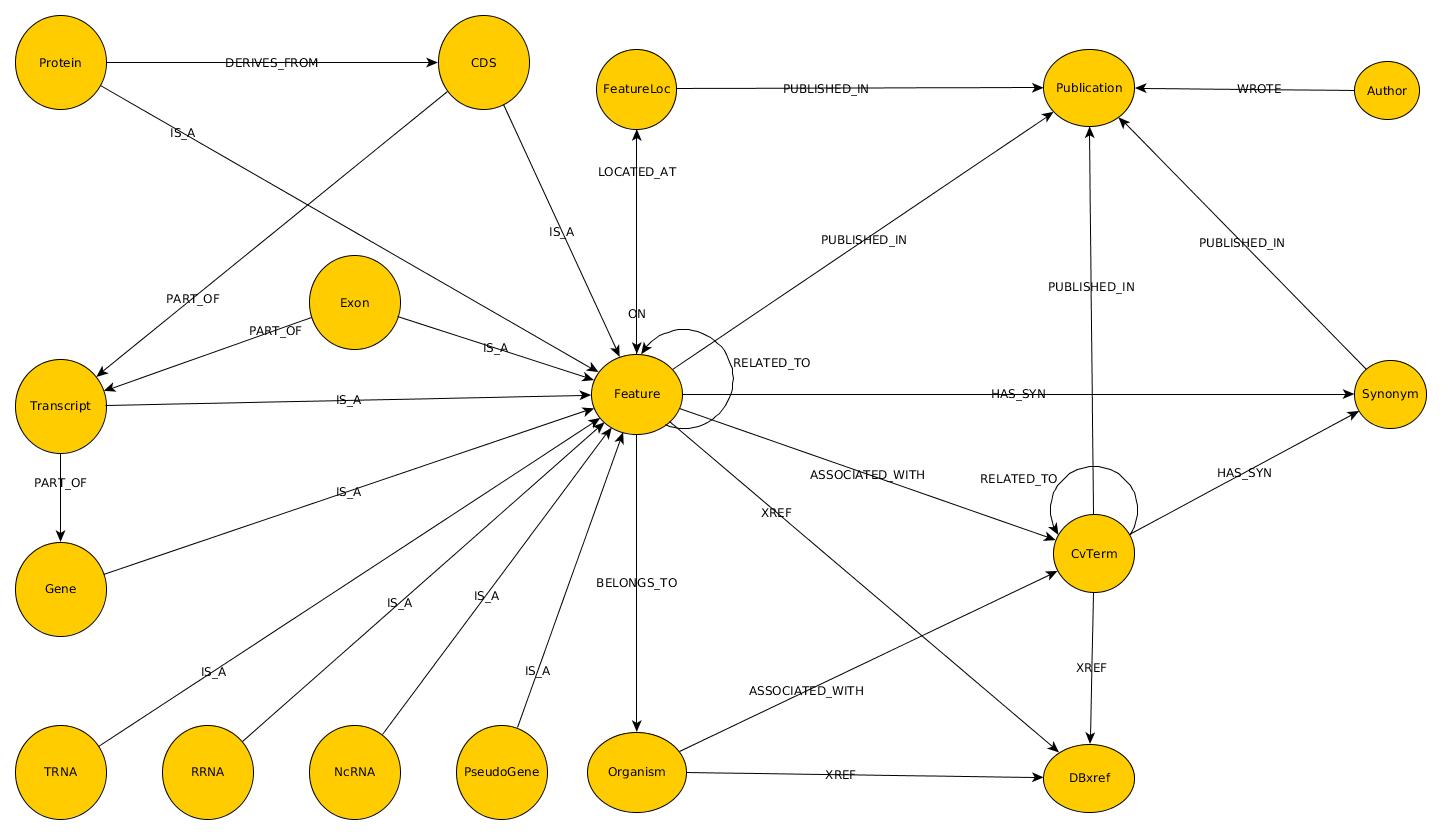 Protein
DERIVES_FROM
CDS
FeatureLoc
PUBLISHED_IN
Publication
WROTE
Author
IS_A
LOCATED_AT
IS_A
PUBLISHED_IN
PUBLISHED_IN
PUBLISHED_IN
PART_OF
Exon
ON
PART_OF
IS_A
RELATED_TO
Transcript
IS_A
Feature
HAS_SYN
Synonym
PART_OF
IS_A
ASSOCIATED_WITH
RELATED_TO
HAS_SYN
XREF
CvTerm
Gene
IS_A
IS_A
BELONGS_TO
IS_A
IS_A
ASSOCIATED_WITH
XREF
TRNA
RRNA
NcRNA
PseudoGene
Organism
XREF
DBxref